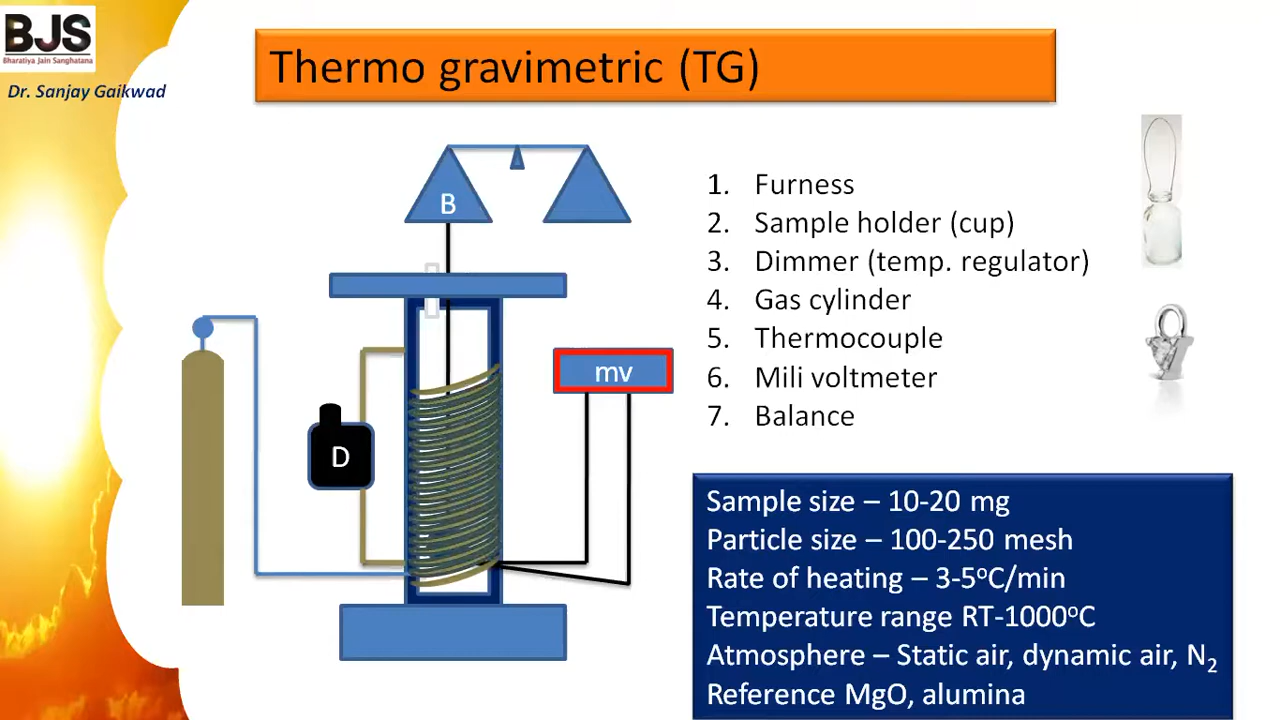 BJS
Bharatiya Jain Sanghatana
Dr. Sanjay Gaikwad
Thermo gravimetric (TG)
B
mv
D
1. Furness
2. Sample holder (cup)
3. Dimmer (temp. regulator)
4. Gas cylinder
5. Thermocouple
6. Mili voltmeter
7. Balance
Sample size – 10-20 mg
Particle size – 100-250 mesh
Rate of heating – 3-5°C/min
Temperature range RT-1000°C
Atmosphere – Static air, dynamic air, N₂
Reference MgO, alumina